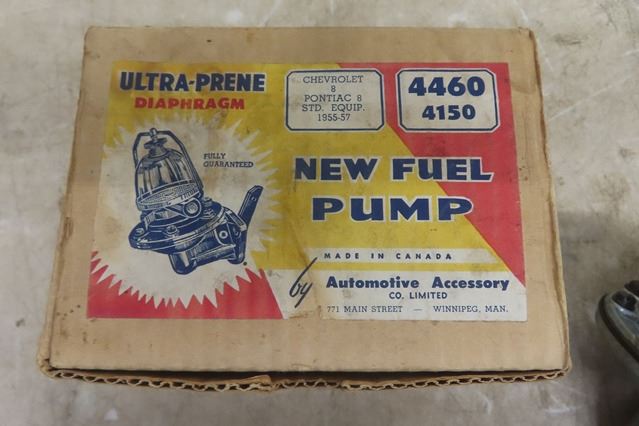 ULTRA-PRENE
DIAPHRAGM
CHEVROLET
8
PONTIAC 8
STD. EQUIP.
1955-57
4460
4150
FULLY
GUARANTEED
NEW FUEL
PUMP
MADE IN CANADA
by Automotive Accessory
CO. LIMITED
771 MAIN STREET — WINNIPEG, MAN.